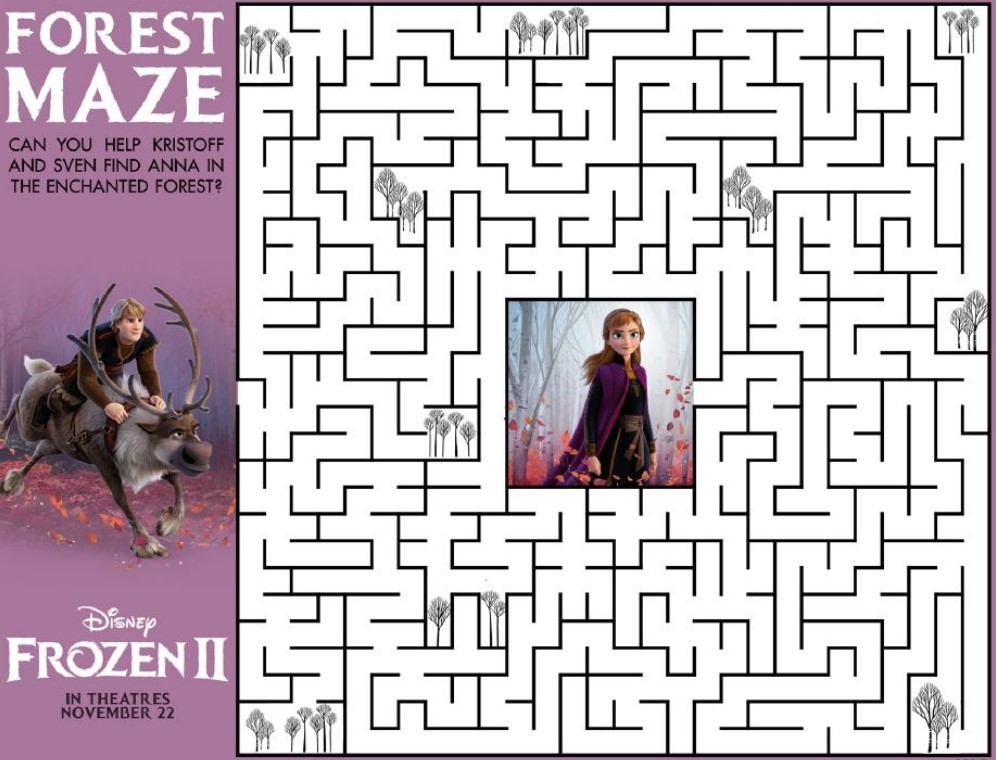 FOREST
MAZE
CAN YOU HELP KRISTOFF
AND SVEN FIND ANNA IN
THE ENCHANTED FOREST?
DISNEY
FROZEN II
IN THEATRES
NOVEMBER 22